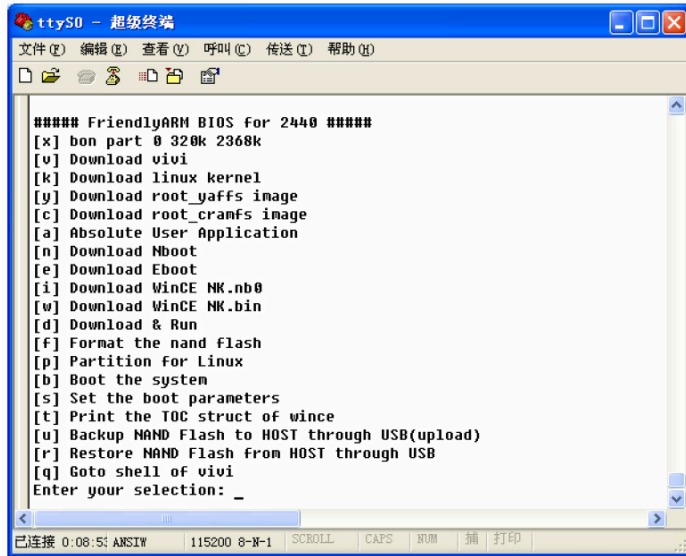 ttyS0 - 超级终端
文件(F) 编辑(E) 查看(V) 呼叫(C) 传送(T) 帮助(H)
##### FriendlyARM BIOS for 2440 #####
[x] bon part 0 320k 2368k
[v] Download vivi
[k] Download linux kernel
[y] Download root_yaffs image
[c] Download root_cramfs image
[a] Absolute User Application
[n] Download Nboot
[e] Download Eboot
[i] Download WinCE NK.nb0
[w] Download WinCE NK.bin
[d] Download & Run
[f] Format the nand flash
[p] Partition for Linux
[b] Boot the system
[s] Set the boot parameters
[t] Print the TOC struct of wince
[u] Backup NAND Flash to HOST through USB(upload)
[r] Restore NAND Flash from HOST through USB
[q] Goto shell of vivi
Enter your selection: _
已连接 0:08:53 ANSIW 115200 8-N-1 SCROLL CAPS NUM 捕 打印